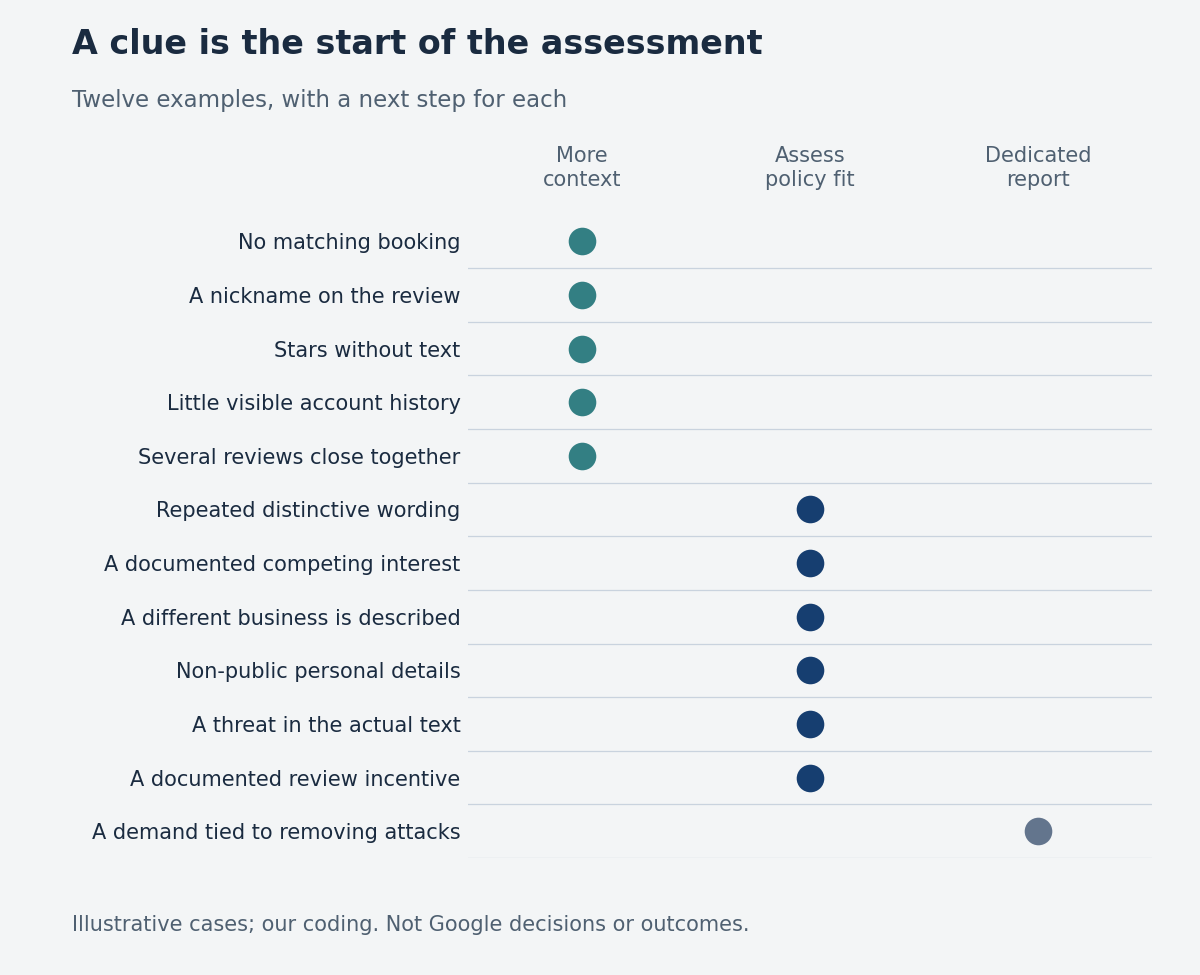 A clue is the start of the assessment
Twelve examples, with a next step for each
More
context
Assess
policy fit
Dedicated
report
No matching booking
A nickname on the review
Stars without text
Little visible account history
Several reviews close together
Repeated distinctive wording
A documented competing interest
A different business is described
Non-public personal details
A threat in the actual text
A documented review incentive
A demand tied to removing attacks
Illustrative cases; our coding. Not Google decisions or outcomes.